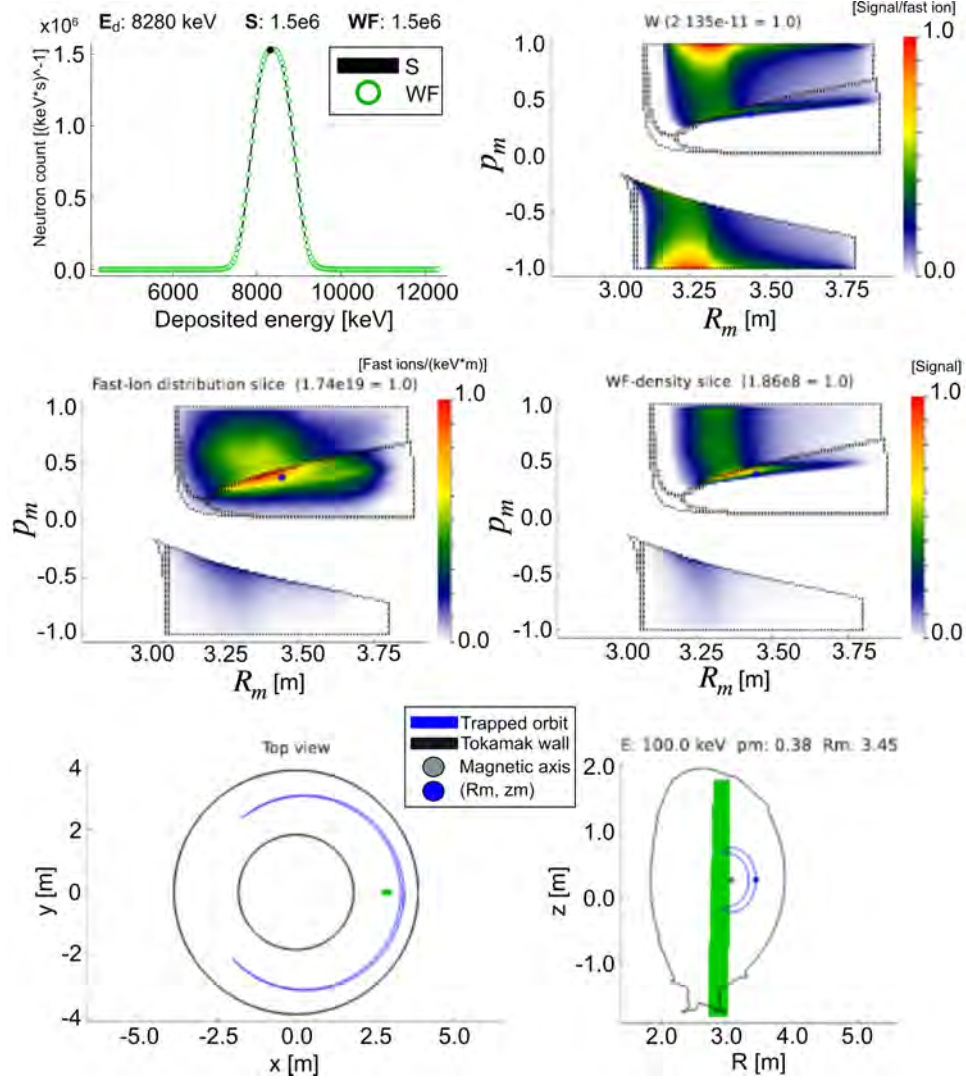 E_d: 8280 keV S: 1.5e6 WF: 1.5e6
x10⁶
1.5
1.0
0.5
0.0
Neutron count [(keV*s)^-1]
S
WF
6000 8000 10000 12000
Deposited energy [keV]
[Signal/fast ion]
W (2.135e-11 = 1.0)
1.0
0.5
0.0
-0.5
-1.0
p_m
1.0
0.0
3.00 3.25 3.50 3.75
R_m [m]
[Fast ions/(keV*m)]
Fast-Ion distribution slice (1.74e19 = 1.0)
1.0
0.5
0.0
-0.5
-1.0
p_m
1.0
0.0
3.00 3.25 3.50 3.75
R_m [m]
[Signal]
WF-density slice [1.86e8 = 1.0)
1.0
0.5
0.0
-0.5
-1.0
p_m
1.0
0.0
3.00 3.25 3.50 3.75
R_m [m]
Trapped orbit
Tokamak wall
Magnetic axis
(Rm, zm)
Top view
4
2
0
-2
-4
y [m]
-5.0 -2.5 0.0 2.5 5.0
x [m]
E: 100.0 keV pm: 0.38 Rm: 3.45
2.0
1.0
0.0
-1.0
z [m]
2.0 3.0 4.0 5.0
R [m]